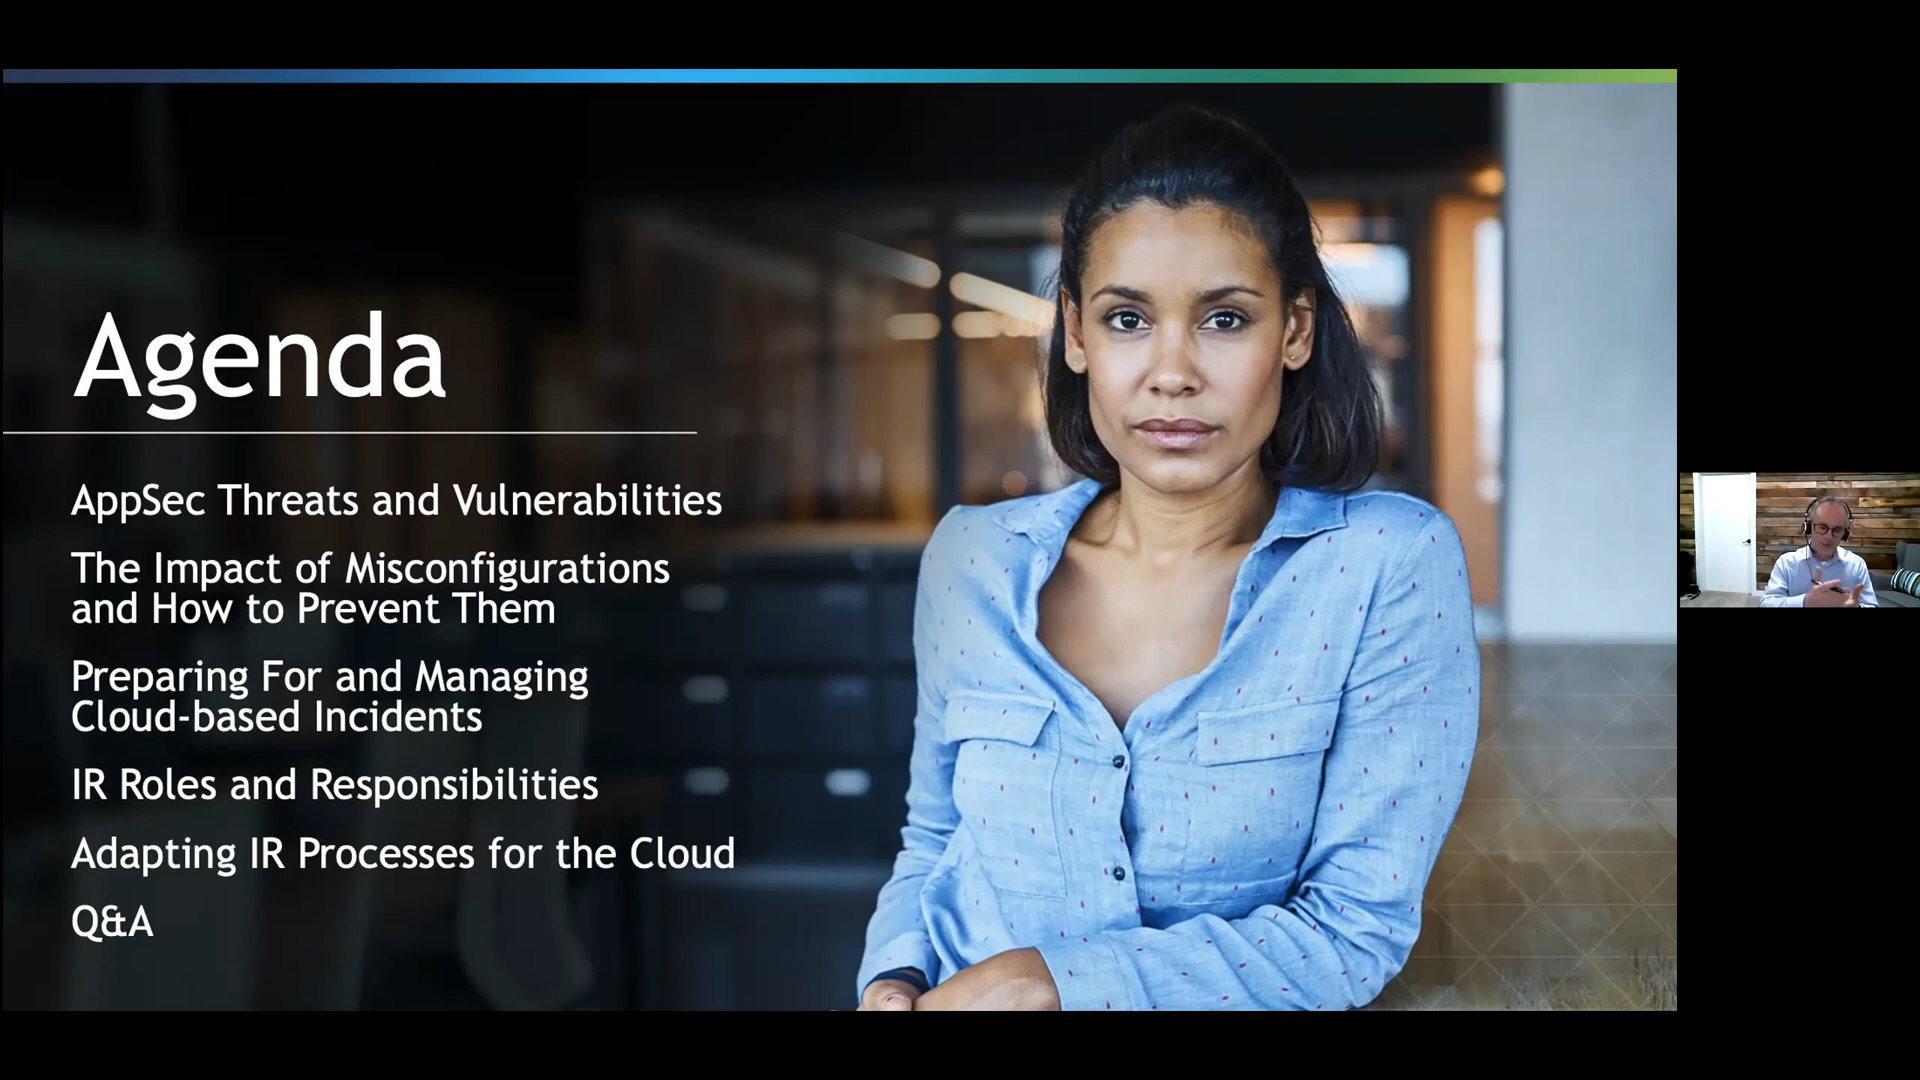 Agenda
AppSec Threats and Vulnerabilities
The Impact of Misconfigurations
and How to Prevent Them
Preparing For and Managing
Cloud-based Incidents
IR Roles and Responsibilities
Adapting IR Processes for the Cloud
Q&A